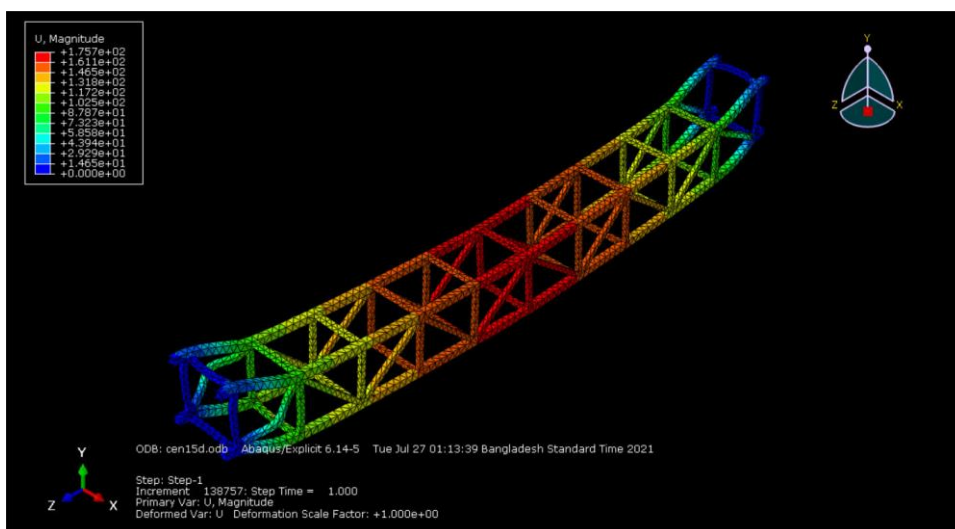 U, Magnitude
+1.757e+02
+1.611e+02
+1.465e+02
+1.318e+02
+1.172e+02
+1.025e+02
+8.787e+01
+7.323e+01
+5.858e+01
+4.394e+01
+2.929e+01
+1.465e+01
+0.000e+00
Y
Z
X
ODB: cen15d.odb Abaqus/Explicit 6.14-5 Tue Jul 27 01:13:39 Bangladesh Standard Time 2021
Y
Z
X
Step: Step-1
Increment 138757: Step Time = 1.000
Primary Var: U, Magnitude
Deformed Var: U Deformation Scale Factor: +1.000e+00